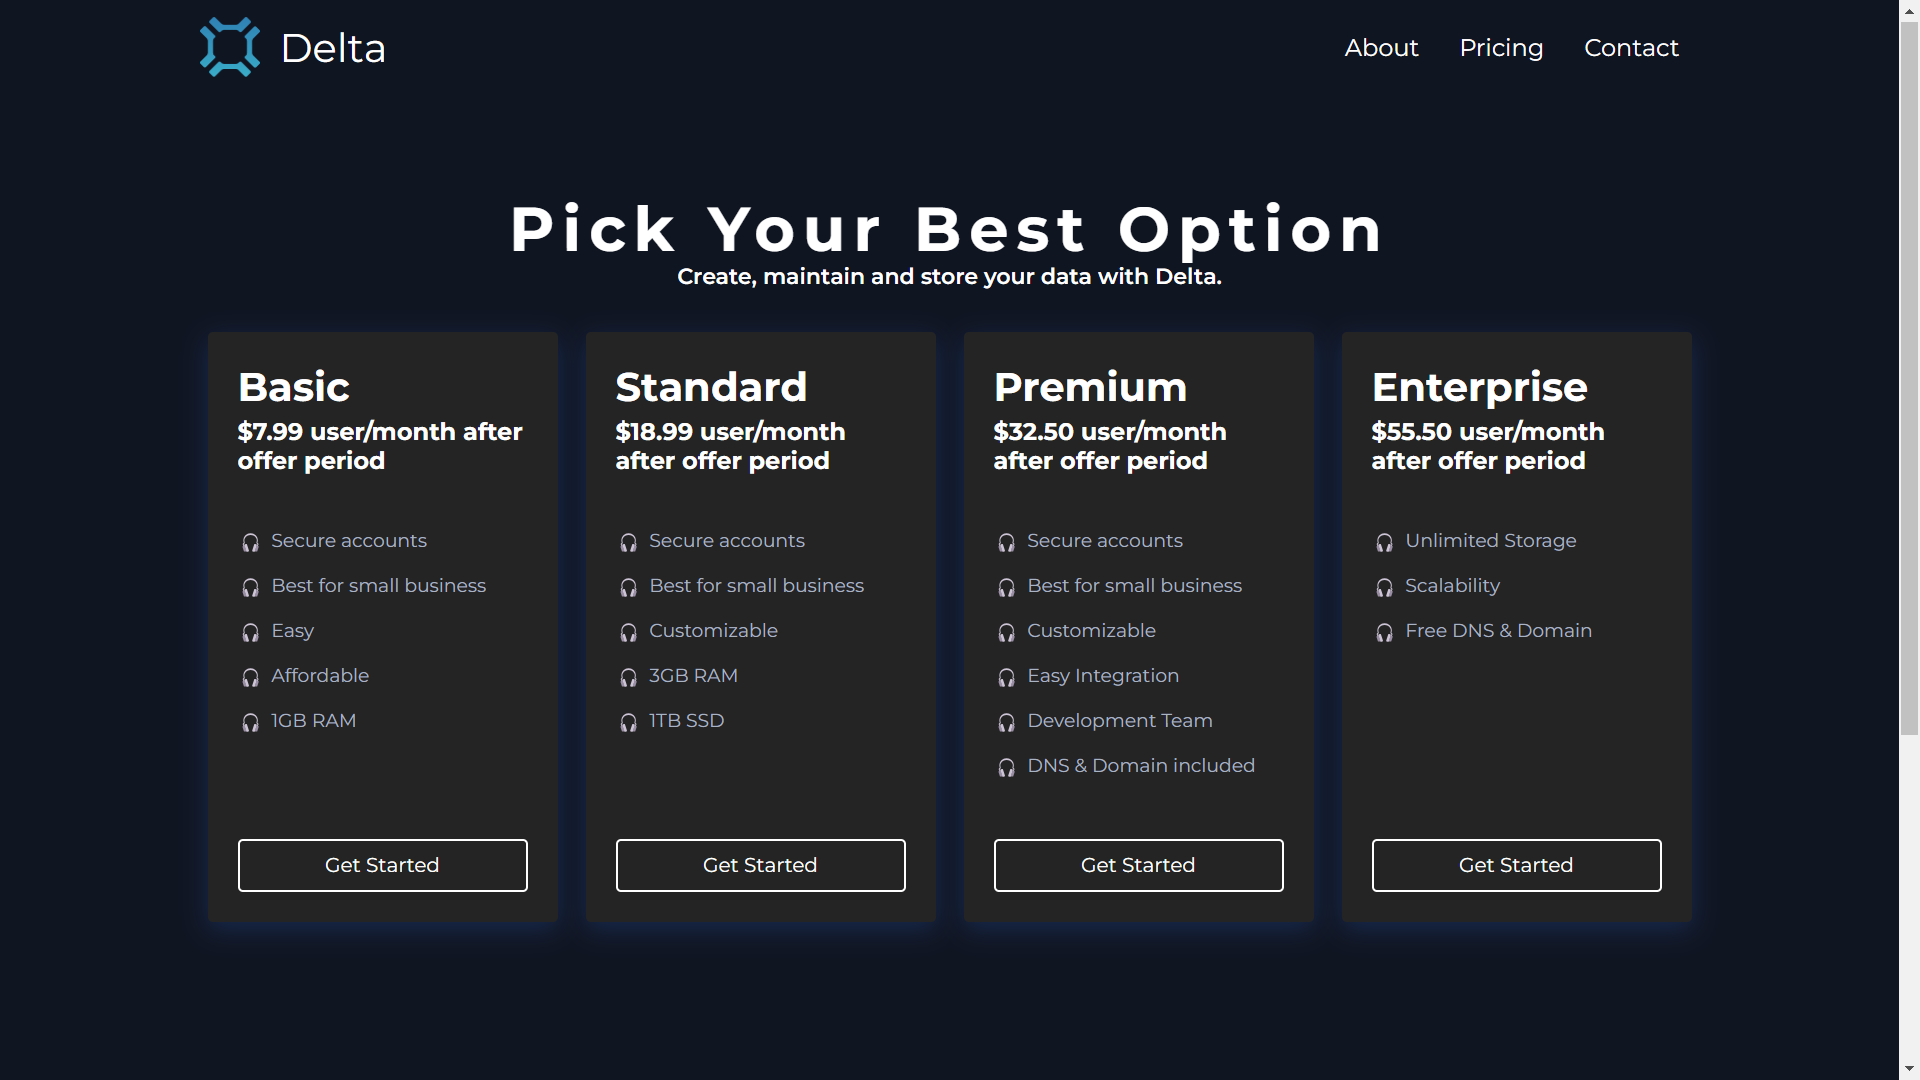 Delta
About Pricing Contact
Pick Your Best Option
Create, maintain and store your data with Delta.
Basic
$7.99 user/month after
offer period
Secure accounts
Best for small business
Easy
Affordable
1GB RAM
Get Started
Standard
$18.99 user/month
after offer period
Secure accounts
Best for small business
Customizable
3GB RAM
1TB SSD
Get Started
Premium
$32.50 user/month
after offer period
Secure accounts
Best for small business
Customizable
Easy Integration
Development Team
DNS & Domain included
Get Started
Enterprise
$55.50 user/month
after offer period
Unlimited Storage
Scalability
Free DNS & Domain
Get Started